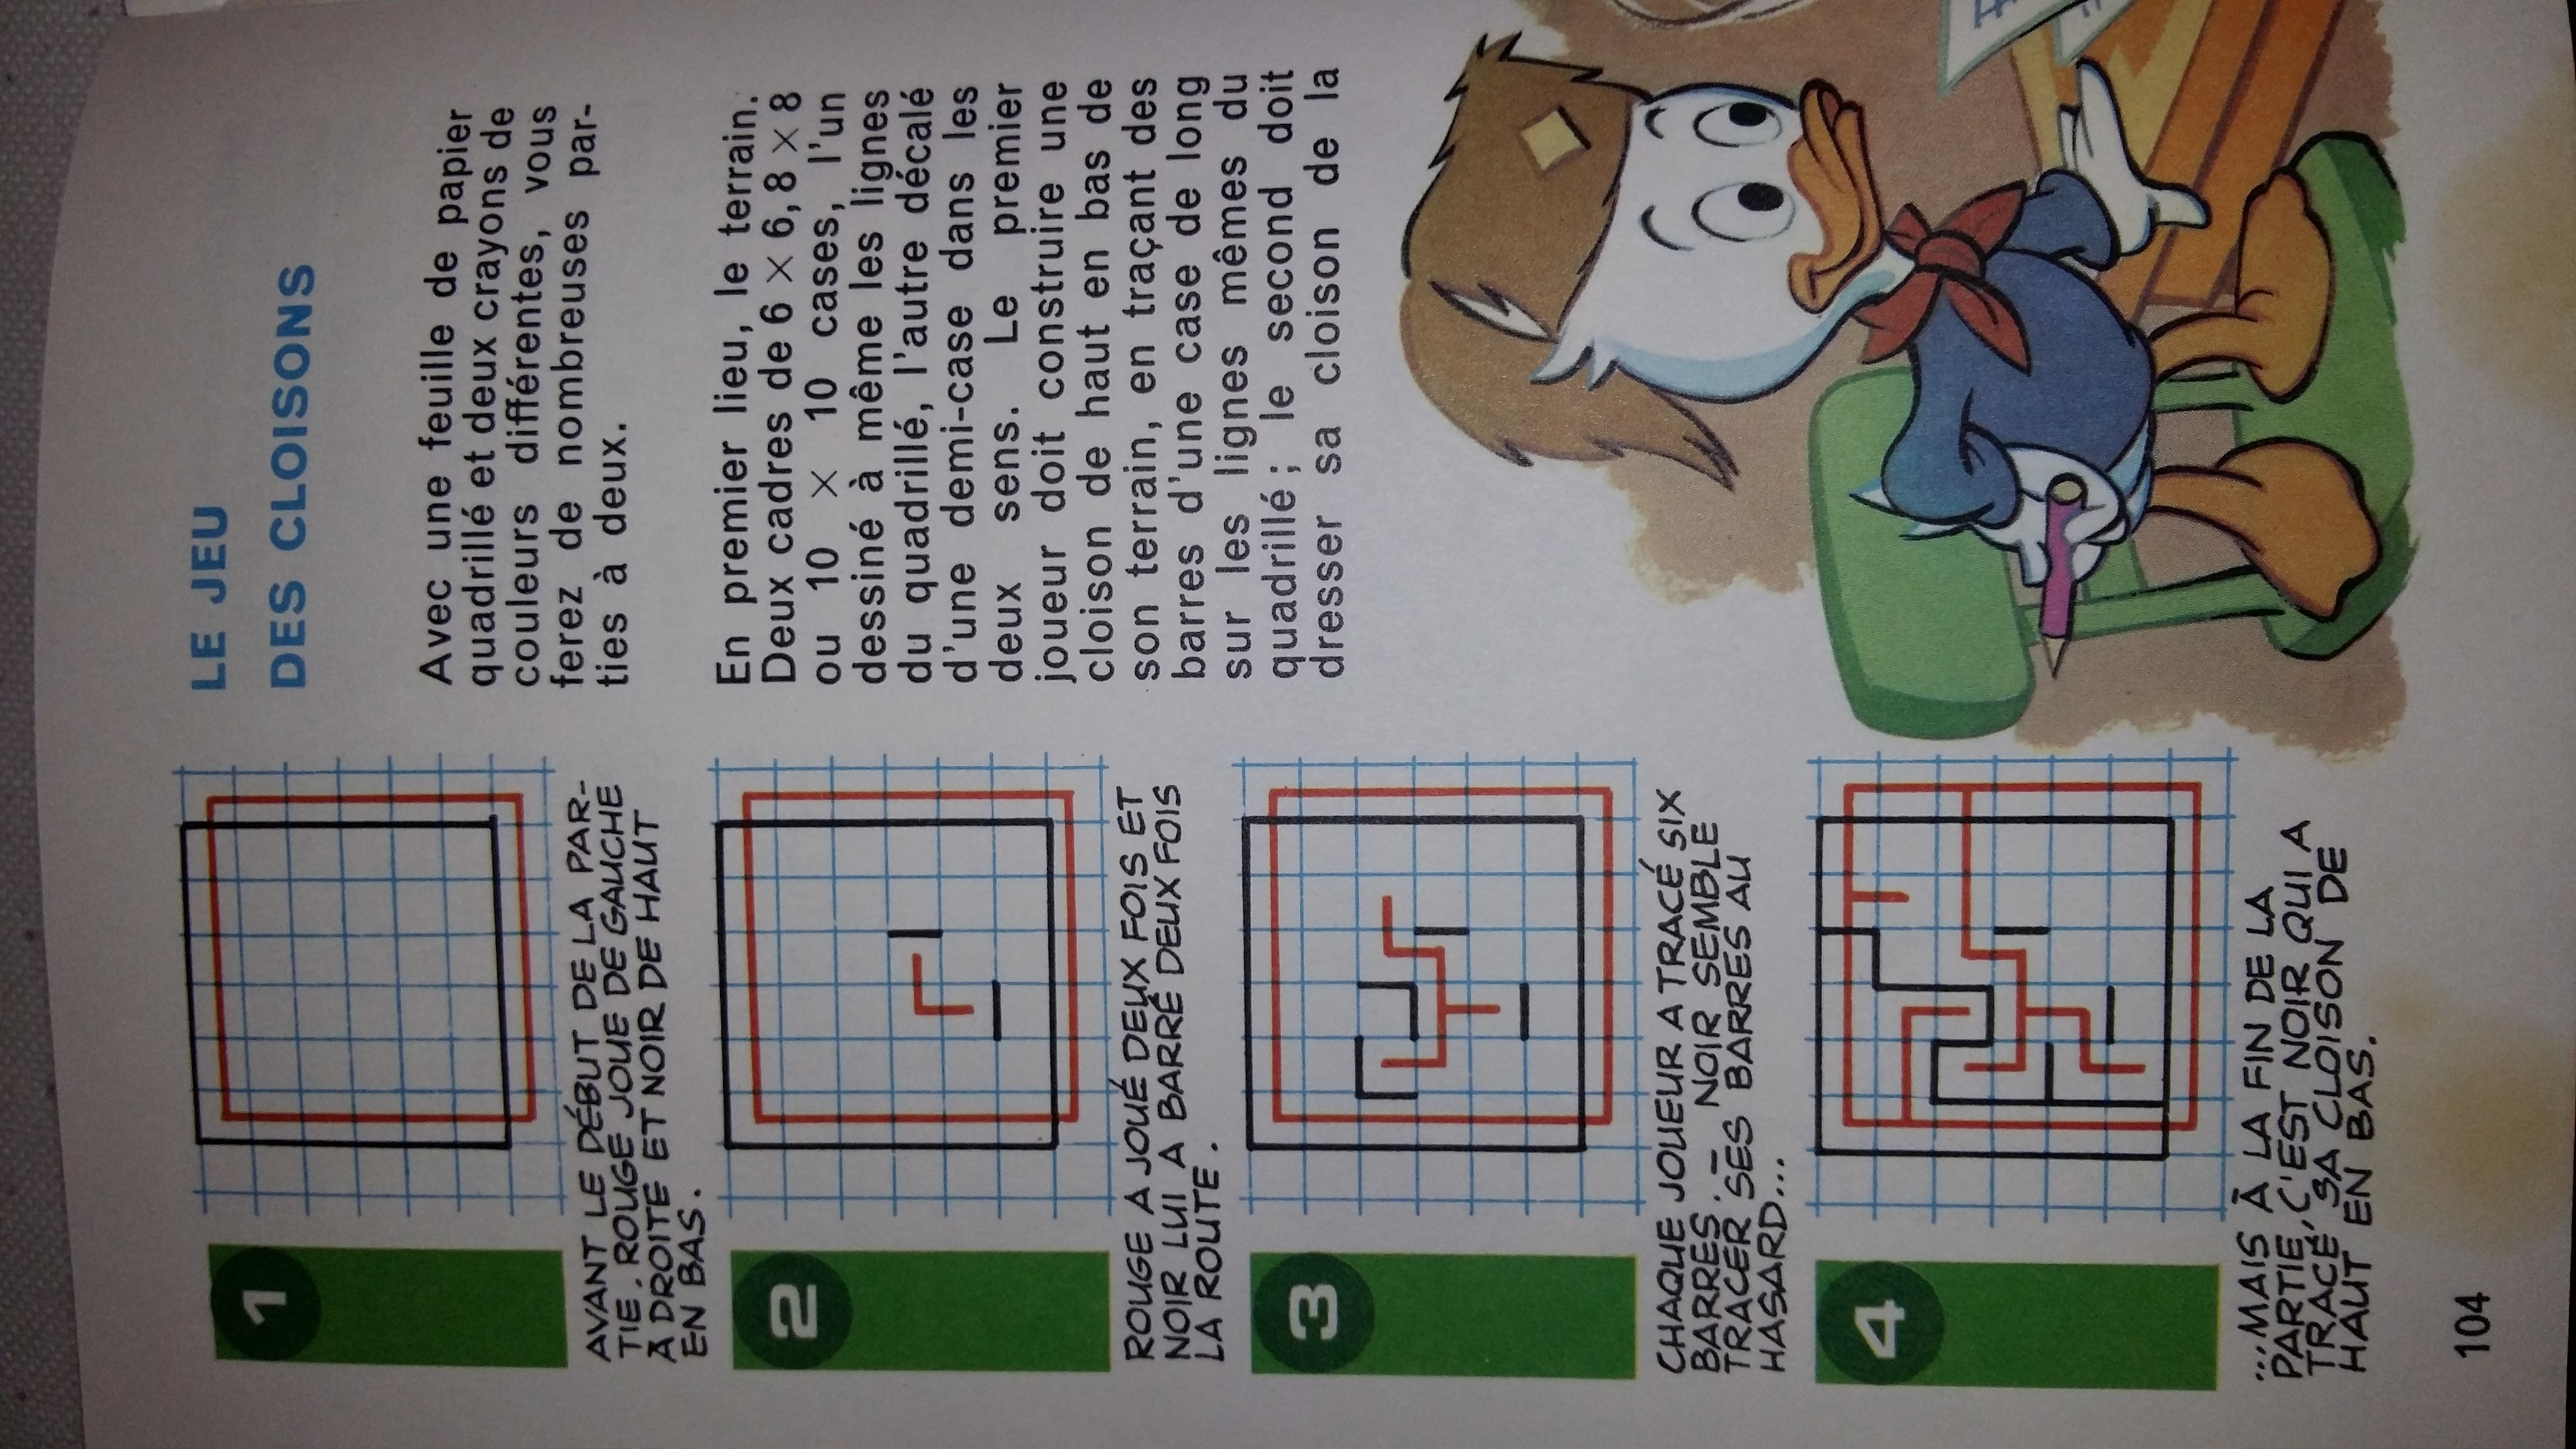 LE JEU
DES CLOISONS
Avec une feuille de papier
quadrillé et deux crayons de
couleurs différentes, vous
ferez de nombreuses par-
ties à deux.
En premier lieu, le terrain.
Deux cadres de 6 × 6, 8 × 8
ou 10 × 10 cases, l'un
dessiné à même les lignes
du quadrillé, l'autre décalé
d'une demi-case dans les
deux sens. Le premier
joueur doit construire une
cloison de haut en bas de
son terrain, en traçant des
barres d'une case de long
sur les lignes mêmes du
quadrillé ; le second doit
dresser sa cloison de la
1
AVANT LE DÉBUT DE LA PAR-
TIE. ROUGE JOUE DE GAUCHE
À DROITE ET NOIR DE HAUT
EN BAS.
2
ROUGE A JOUÉ DEUX FOIS ET
NOIR LUI A BARRÉ DEUX FOIS
LA ROUTE.
3
CHAQUE JOUEUR A TRACÉ SIX
BARRES. – NOIR SEMBLE
TRACER SES BARRES AU
HASARD...
4
...MAIS À LA FIN DE LA
PARTIE, C'EST NOIR QUI A
TRACÉ SA CLOISON DE
HAUT EN BAS.
104